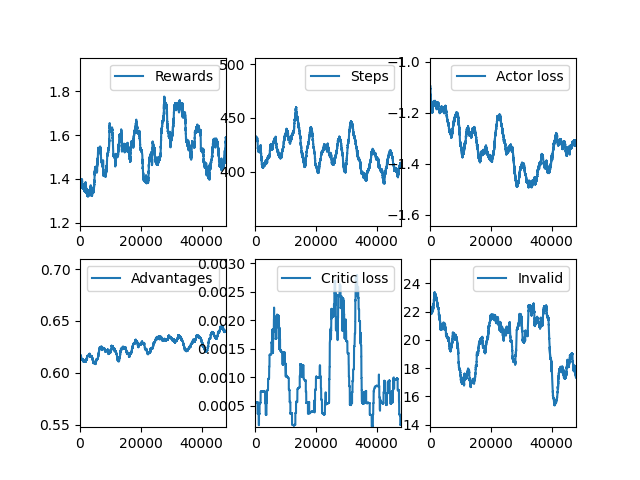 Rewards
1.8
1.6
1.4
1.2
0 20000 40000
Steps
500
450
400
0 20000 40000
Actor loss
−1.0
−1.2
−1.4
−1.6
0 20000 40000
Advantages
0.70
0.65
0.60
0.55
0 20000 40000
Critic loss
0.0030
0.0025
0.0020
0.0015
0.0010
0.0005
0 20000 40000
Invalid
24
22
20
18
16
14
0 20000 40000